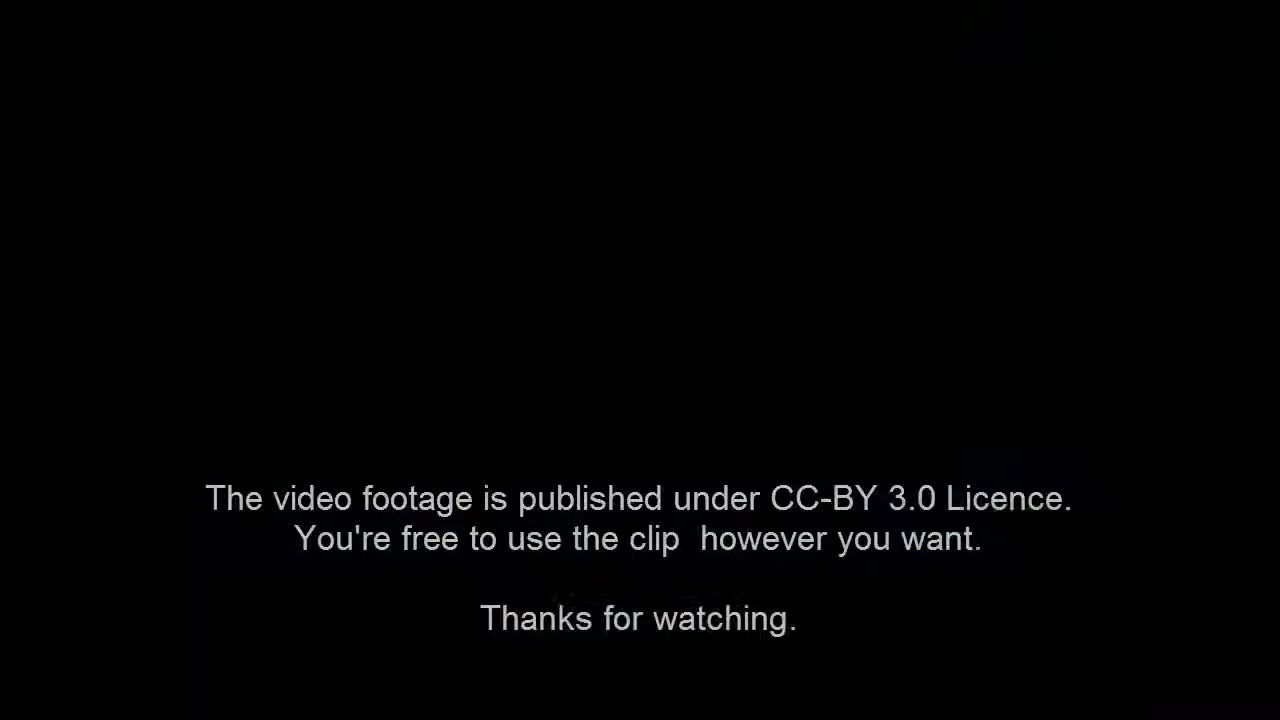 The video footage is published under CC-BY 3.0 Licence.
You're free to use the clip  however you want.
Thanks for watching.